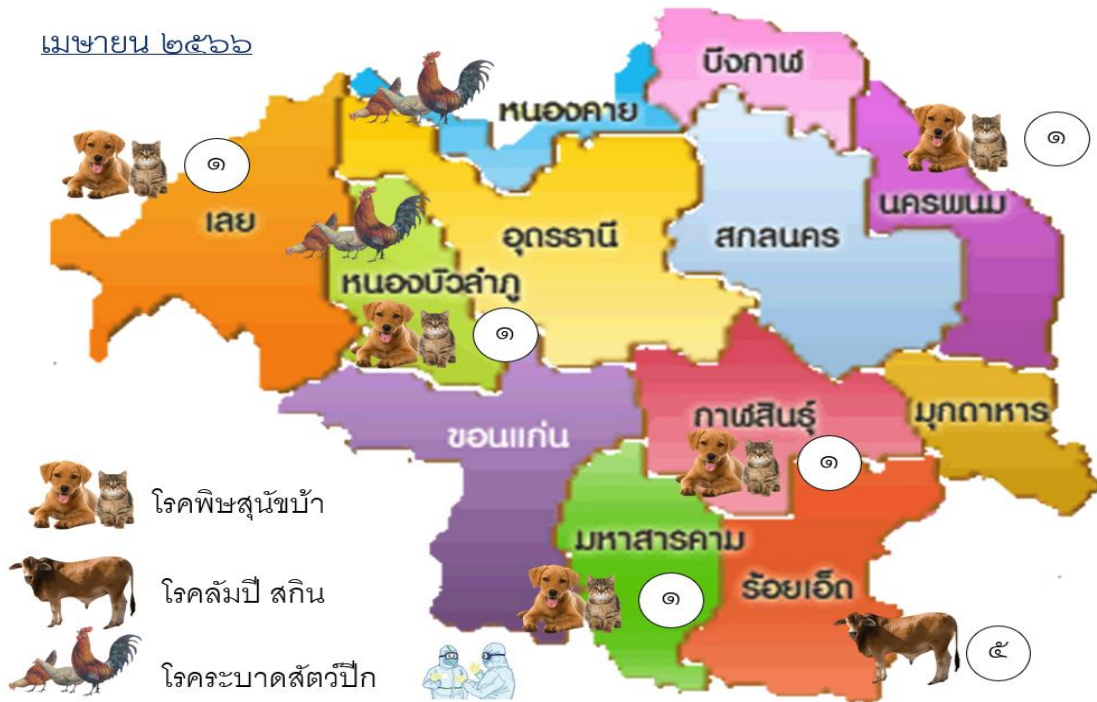 เมษายน ๒๕๖๖
บึงกาฬ
หนองคาย
๑
๑
เลย
นครพนม
อุดรธานี
สกลนคร
หนองบัวลำภู
๑
ขอนแก่น
กาฬสินธุ์
มุกดาหาร
๑
โรคพิษสุนัขบ้า
มหาสารคาม
ร้อยเอ็ด
๑
โรคลัมปี สกิน
๕
โรคระบาดสัตว์ปีก